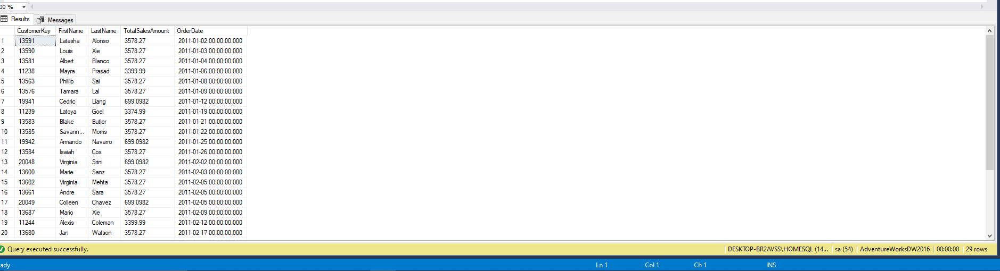 00 %
Results Messages
CustomerKey FirstName LastName TotalSalesAmount OrderDate
1 13591 Latasha Alonso 3578.27 2011-01-02 00:00:00.000
2 13590 Louis Xie 3578.27 2011-01-03 00:00:00.000
3 13581 Albert Blanco 3578.27 2011-01-04 00:00:00.000
4 11238 Mayra Prasad 3399.99 2011-01-06 00:00:00.000
5 13563 Phillip Sai 3578.27 2011-01-08 00:00:00.000
6 13576 Tamara Lal 3578.27 2011-01-09 00:00:00.000
7 19941 Cedric Liang 699.0982 2011-01-12 00:00:00.000
8 11239 Latoya Goel 3374.99 2011-01-19 00:00:00.000
9 13583 Blake Butler 3578.27 2011-01-21 00:00:00.000
10 13585 Savann... Morris 3578.27 2011-01-22 00:00:00.000
11 19942 Armando Navarro 699.0982 2011-01-25 00:00:00.000
12 13584 Isaiah Cox 3578.27 2011-01-26 00:00:00.000
13 20048 Virginia Srini 699.0982 2011-02-02 00:00:00.000
14 13600 Marie Sanz 3578.27 2011-02-03 00:00:00.000
15 13602 Virginia Mehta 3578.27 2011-02-05 00:00:00.000
16 13661 Andre Sara 3578.27 2011-02-05 00:00:00.000
17 20049 Colleen Chavez 699.0982 2011-02-05 00:00:00.000
18 13687 Mario Xie 3578.27 2011-02-09 00:00:00.000
19 11244 Alexis Coleman 3399.99 2011-02-12 00:00:00.000
20 13680 Jan Watson 3578.27 2011-02-17 00:00:00.000
Query executed successfully. DESKTOP-BR2AVSS\HOMESQL (14... sa (54) AdventureWorksDW2016 00:00:00 29 rows
ady Ln 1 Col 1 Ch 1 INS